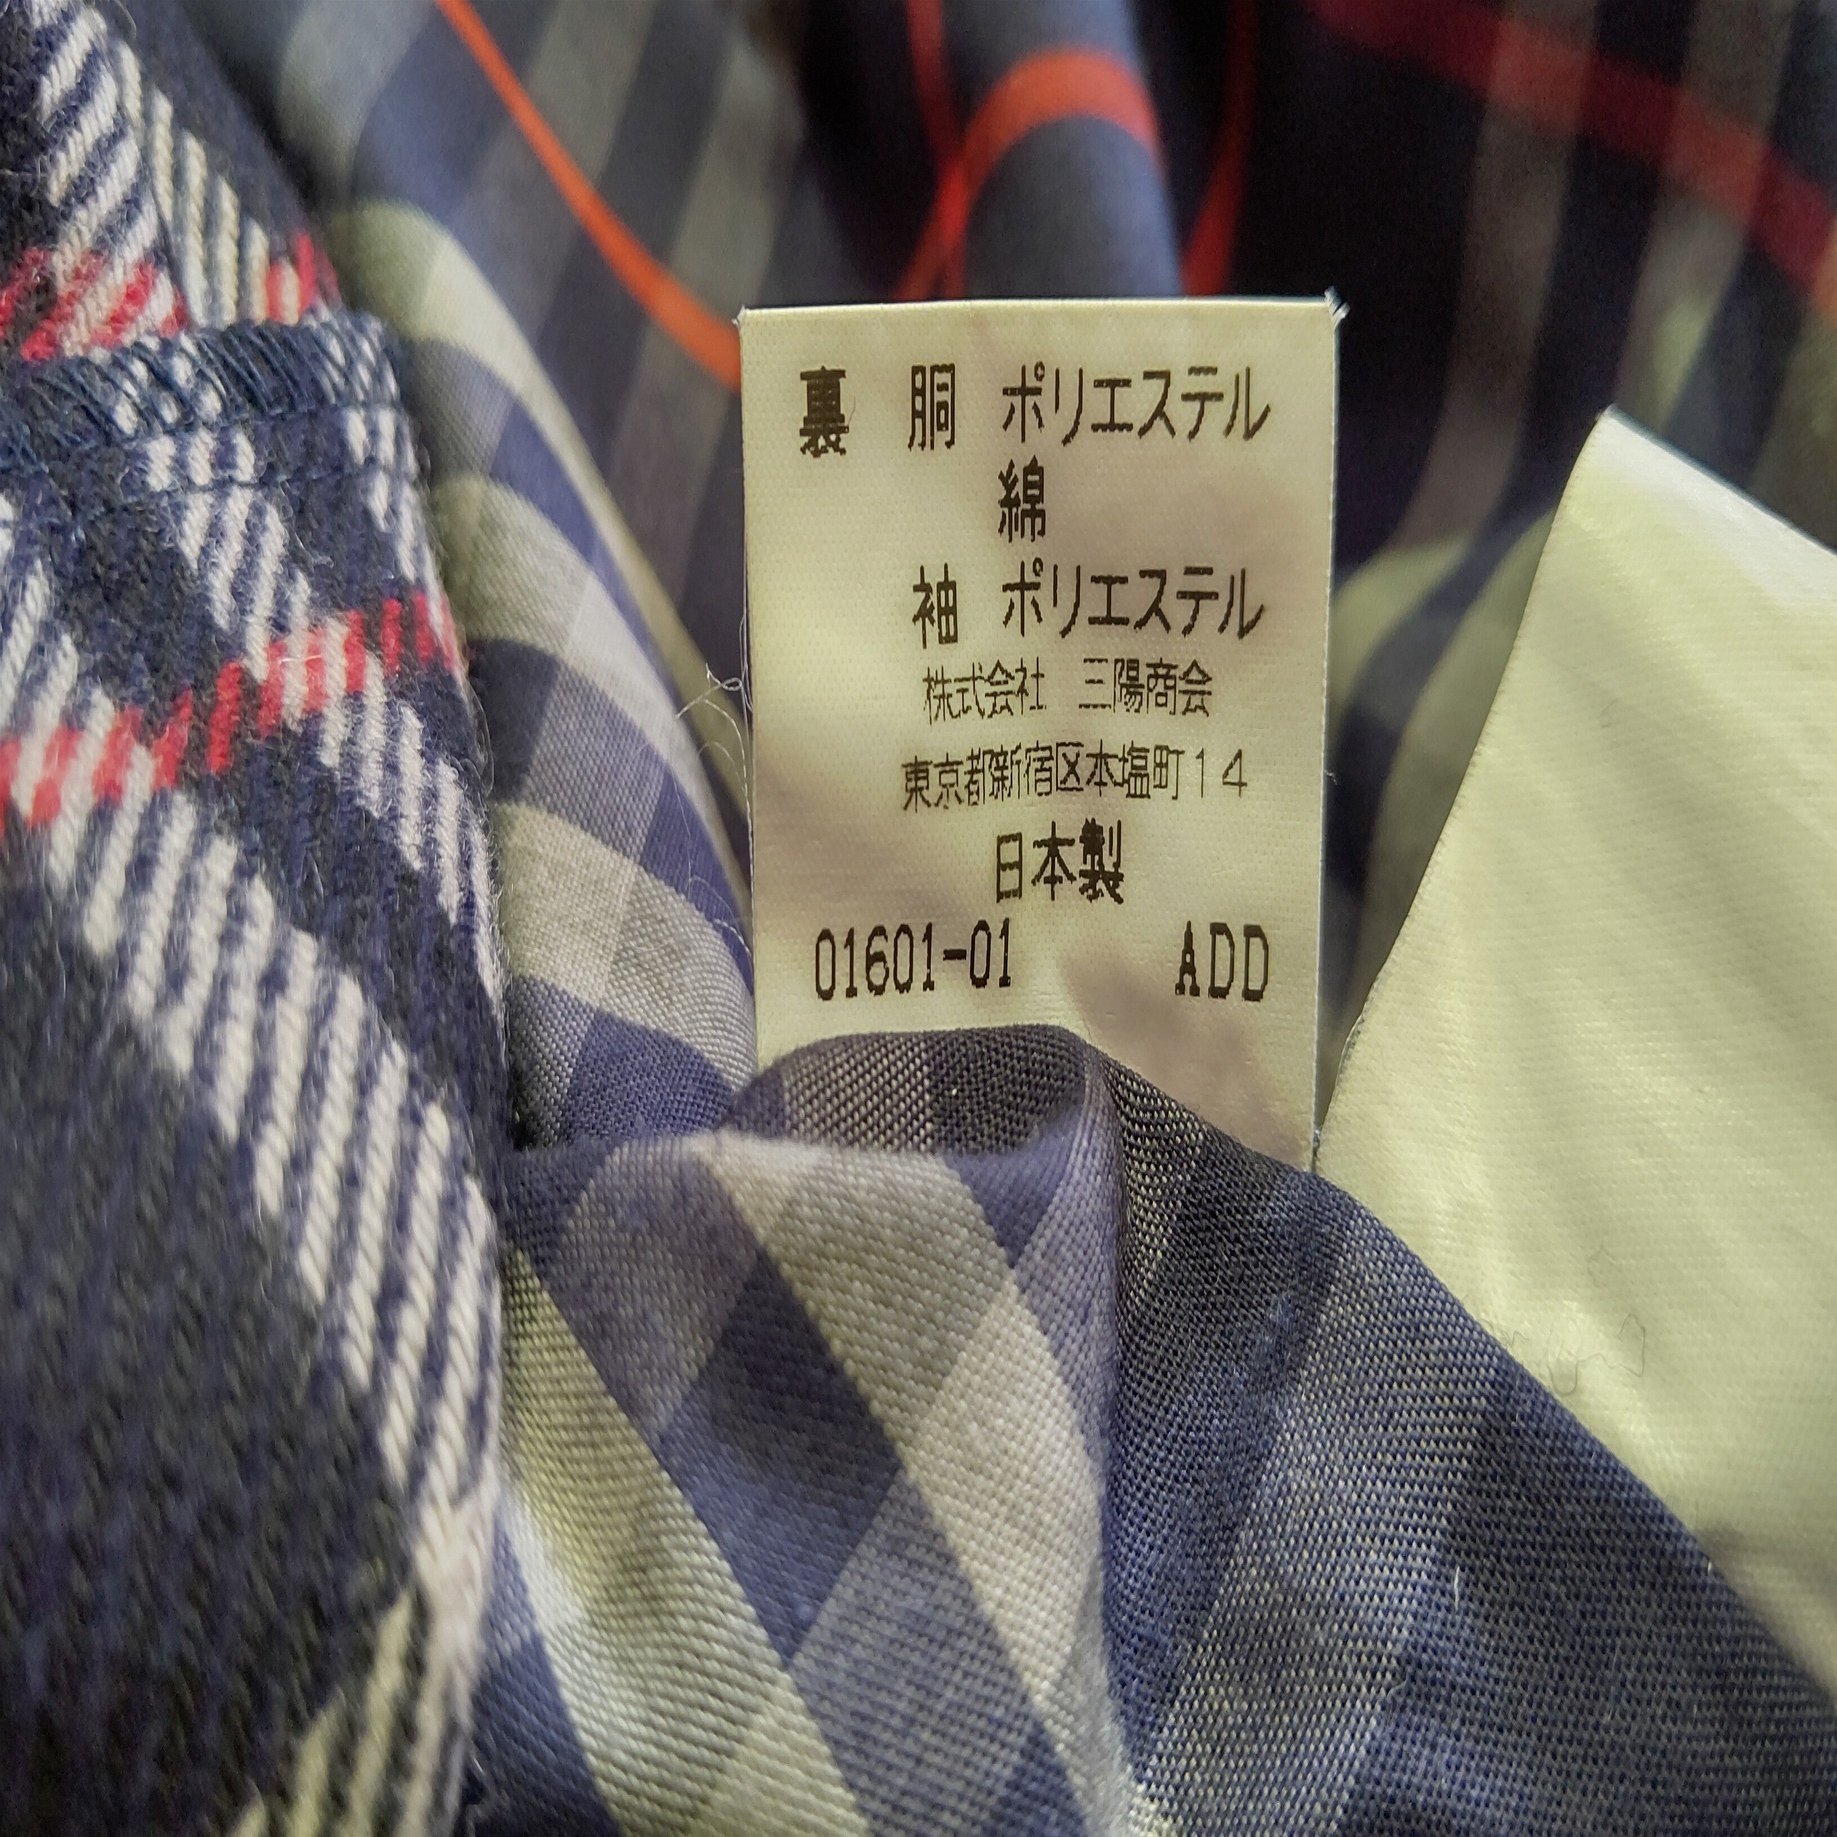 裏 胴 ポリエステル
綿
袖 ポリエステル
株式会社 三陽商会
東京都新宿区本塩町14
日本製
01601-01 ADD